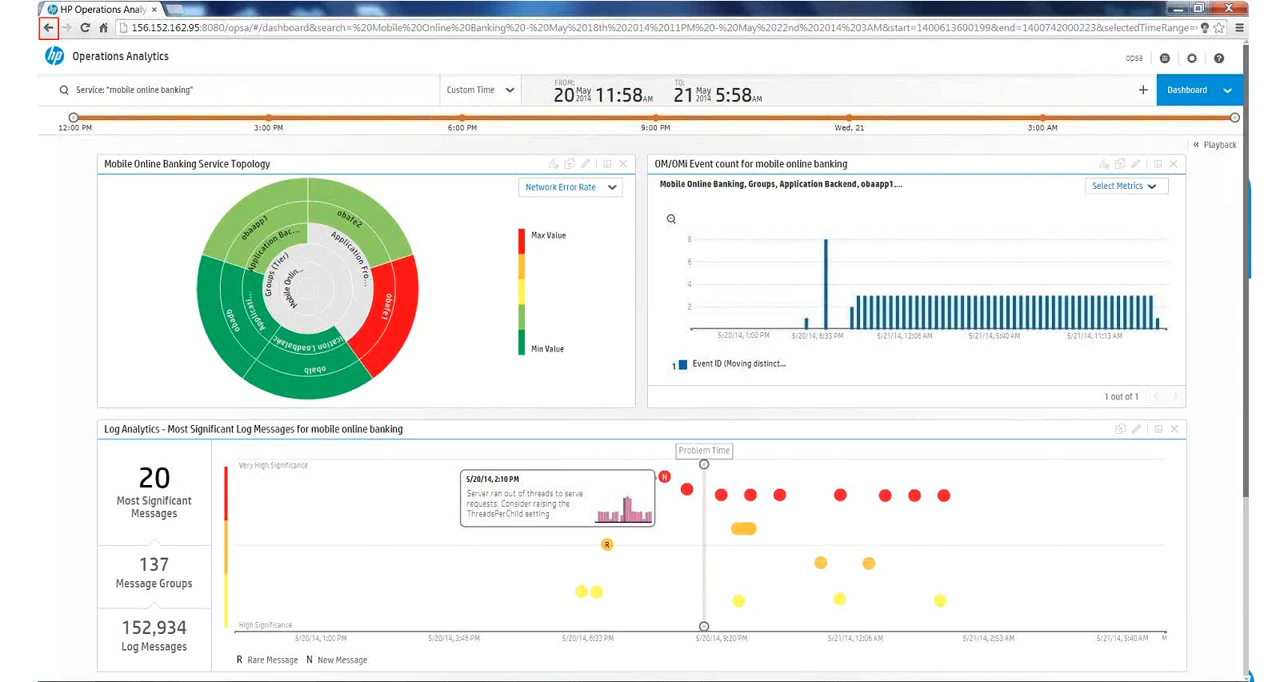 HP Operations Analy ×
156.152.162.95:8080/opsa/#/dashboard&search=%20Mobile%20Online%20Banking%20-%20May%2018th%202014%2011PM%20-%20May%2022nd%202014%203AM&start=1400613600199&end=1400742000223&selectedTimeRange=
hp Operations Analytics
opsa
Service: "mobile online banking"
Custom Time
FROM:
20 May 2014 11:58AM
TO:
21 May 2014 5:58AM
Dashboard
12:00 PM 3:00 PM 6:00 PM 9:00 PM Wed, 21 3:00 AM
« Playback
Mobile Online Banking Service Topology
Network Error Rate
obaapp1
obafe2
Application Bac...
Application Fro...
Groups (Tier)
Mobile Onlin...
obafe1
obadb
Applicati...
obalb
Max Value
Min Value
OM/OMi Event count for mobile online banking
Mobile Online Banking, Groups, Application Backend, obaapp1....
Select Metrics
8
6
4
2
5/20/14, 1:00 PM 5/20/14, 6:33 PM 5/21/14, 12:06 AM 5/21/14, 5:40 AM 5/21/14, 11:13 AM
1 Event ID (Moving distinct...
1 out of 1
Log Analytics - Most Significant Log Messages for mobile online banking
20
Most Significant
Messages
137
Message Groups
152,934
Log Messages
Very High Significance
Problem Time
5/20/14, 2:10 PM
Server ran out of threads to serve
requests. Consider raising the
ThreadsPerChild setting
N
R
High Significance
5/20/14, 1:00 PM 5/20/14, 3:46 PM 5/20/14, 6:33 PM 5/20/14, 9:20 PM 5/21/14, 12:06 AM 5/21/14, 2:53 AM 5/21/14, 5:40 AM M
R Rare Message N New Message